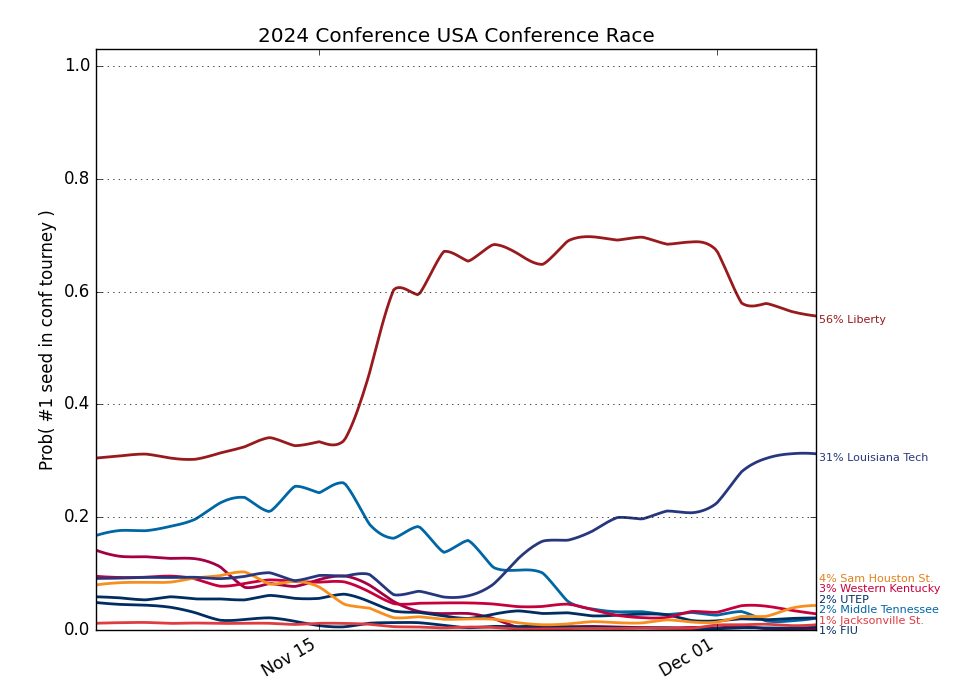 2024 Conference USA Conference Race
Prob( #1 seed in conf tourney )
1.0
0.8
0.6
0.4
0.2
0.0
56% Liberty
31% Louisiana Tech
4% Sam Houston St.
3% Western Kentucky
2% UTEP
2% Middle Tennessee
1% Jacksonville St.
1% FIU
Nov 15
Dec 01